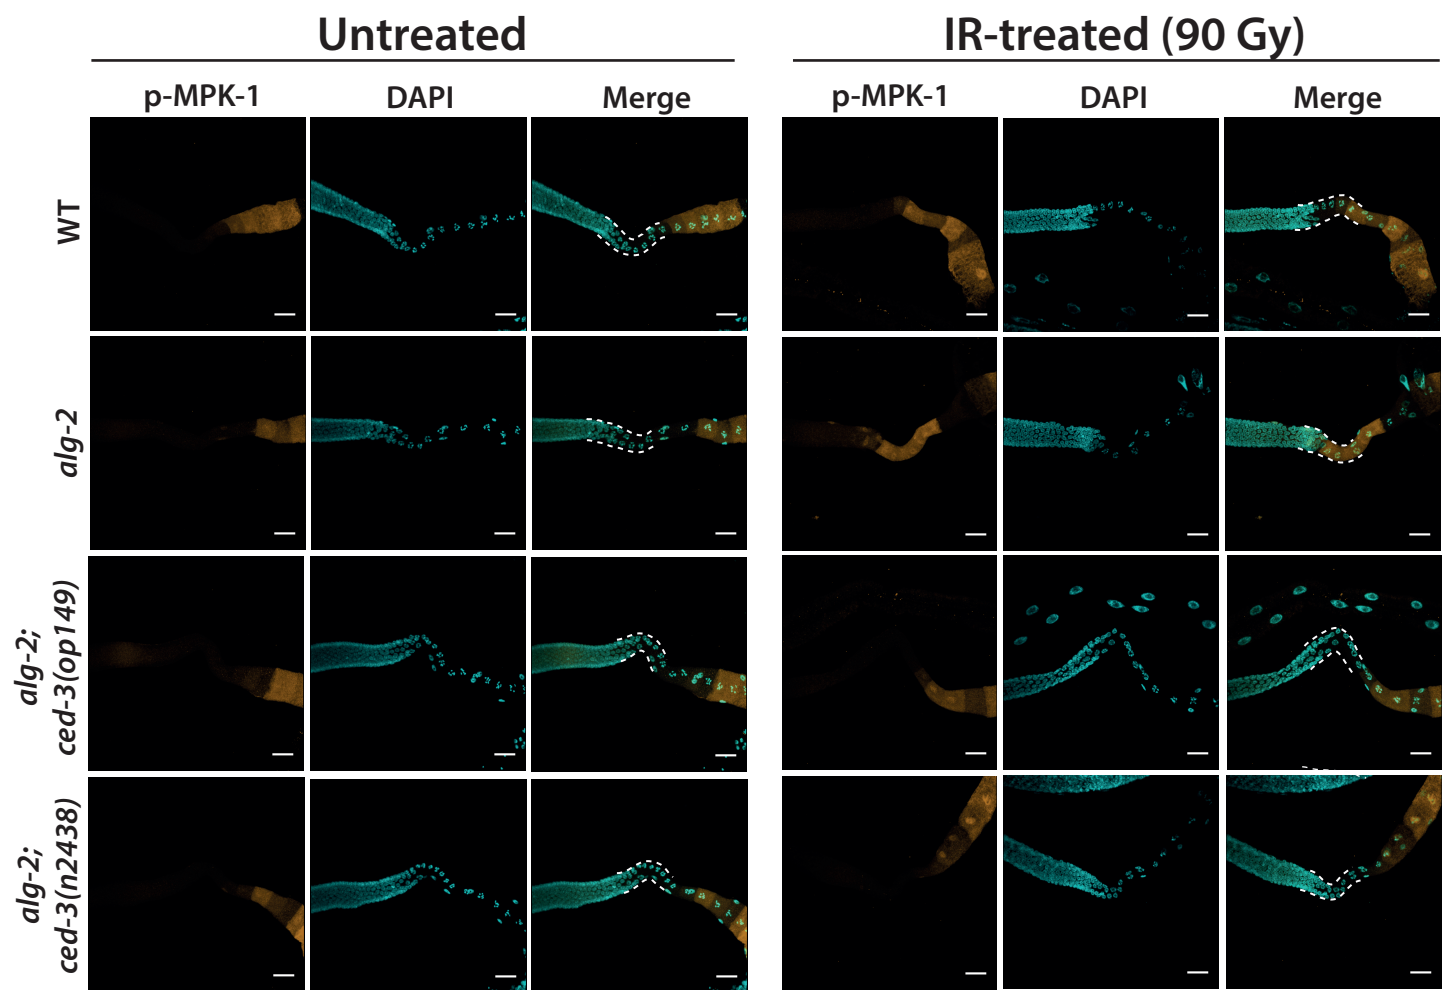 Untreated
IR-treated (90 Gy)
p-MPK-1
DAPI
Merge
p-MPK-1
DAPI
Merge
WT
alg-2
alg-2;
ced-3(op149)
alg-2;
ced-3(n2438)